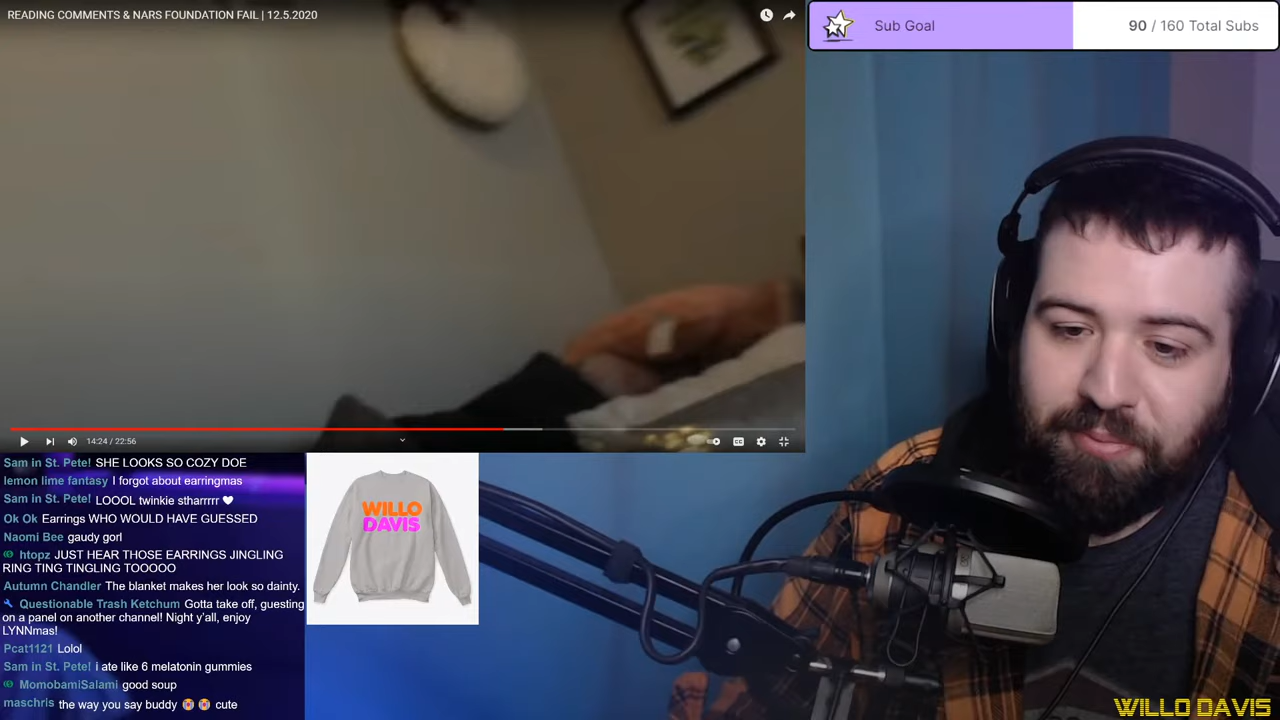 READING COMMENTS & NARS FOUNDATION FAIL | 12.5.2020
Sub Goal
90 / 160 Total Subs
14:24 / 22:56
CC
Sam in St. Pete! SHE LOOKS SO COZY DOE
lemon lime fantasy I forgot about earringmas
Sam in St. Pete! LOOOL twinkie stharrrrr
Ok Ok Earrings WHO WOULD HAVE GUESSED
Naomi Bee gaudy gorl
htopz JUST HEAR THOSE EARRINGS JINGLING
RING TING TINGLING TOOOOO
Autumn Chandler The blanket makes her look so dainty.
Questionable Trash Ketchum Gotta take off, guesting
on a panel on another channel! Night y'all, enjoy
LYNNmas!
Pcat1121 Lolol
Sam in St. Pete! i ate like 6 melatonin gummies
MomobamiSalami good soup
maschris the way you say buddy 😭 😭 cute
WILLO
DAVIS
WILLO DAVIS